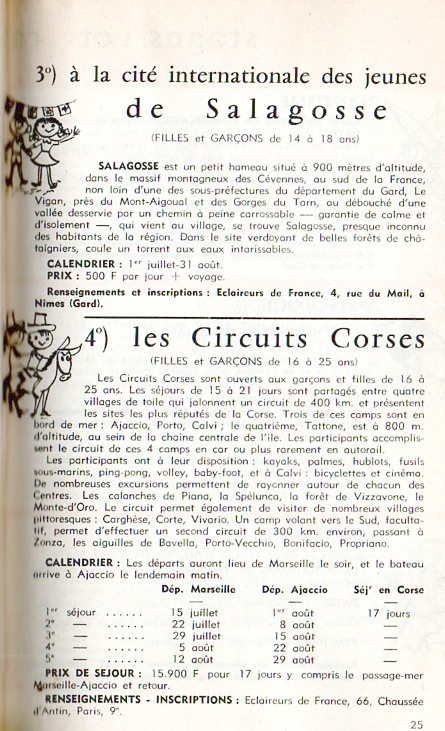 3º) à la cité internationale des jeunes
de Salagosse
(FILLES et GARÇONS de 14 à 18 ans)
SALAGOSSE est un petit hameau situé à 900 mètres d'altitude,
dans le massif montagneux des Cévennes, au sud de la France,
non loin d'une des sous-préfectures du département du Gard, Le
Vigan, près du Mont-Aigoual et des Gorges du Tarn, au débouché d'une
vallée desservie par un chemin à peine carrossable — garantie de calme et
d'isolement —, qui vient au village, se trouve Salagosse, presque inconnu
des habitants de la région. Dans le site verdoyant de belles forêts de châ-
taigniers, coule un torrent aux eaux intarissables.
CALENDRIER : 1er juillet-31 août.
PRIX : 500 F par jour + voyage.
Renseignements et inscriptions : Eclaireurs de France, 4, rue du Mail, à
Nimes (Gard).
4º) les Circuits Corses
(FILLES et GARÇONS de 16 à 25 ans)
Les Circuits Corses sont ouverts aux garçons et filles de 16 à
25 ans. Les séjours de 15 à 21 jours sont partagés entre quatre
villages de toile qui jalonnent un circuit de 400 km. et présentent
les sites les plus réputés de la Corse. Trois de ces camps sont en
bord de mer : Ajaccio, Porto, Calvi ; le quatrième, Tattone, est à 800 m.
d'altitude, au sein de la chaine centrale de l'ile. Les participants accomplis-
sent le circuit de ces 4 camps en car ou plus rarement en autorail.
Les participants ont à leur disposition : kayaks, palmes, hublots, fusils
sous-marins, ping-pong, volley, baby-foot, et à Calvi : bicyclettes et cinéma.
De nombreuses excursions permettent de rayonner autour de chacun des
Centres. Les calanches de Piana, la Spélunca, la forêt de Vizzavone, le
Monte-d'Oro. Le circuit permet également de visiter de nombreux villages
pittoresques : Carghèse, Corte, Vivario. Un camp volant vers le Sud, faculta-
tif, permet d'effectuer un second circuit de 300 km. environ, passant à
Zonza, les aiguilles de Bavella, Porto-Vecchio, Bonifacio, Propriano.
CALENDRIER : Les départs auront lieu de Marseille le soir, et le bateau
arrive à Ajaccio le lendemain matin.
Dép. Marseille Dép. Ajaccio Séjr en Corse
— — —
1er séjour ...... 15 juillet 1er août 17 jours
2e — ...... 22 juillet 8 août —
3e — ...... 29 juillet 15 août —
4e — ...... 5 août 22 août —
5e — ...... 12 août 29 août —
PRIX DE SEJOUR : 15.900 F pour 17 jours y compris le passage-mer
Marseille-Ajaccio et retour.
RENSEIGNEMENTS - INSCRIPTIONS : Eclaireurs de France, 66, Chaussée
d'Antin, Paris, 9e.
25